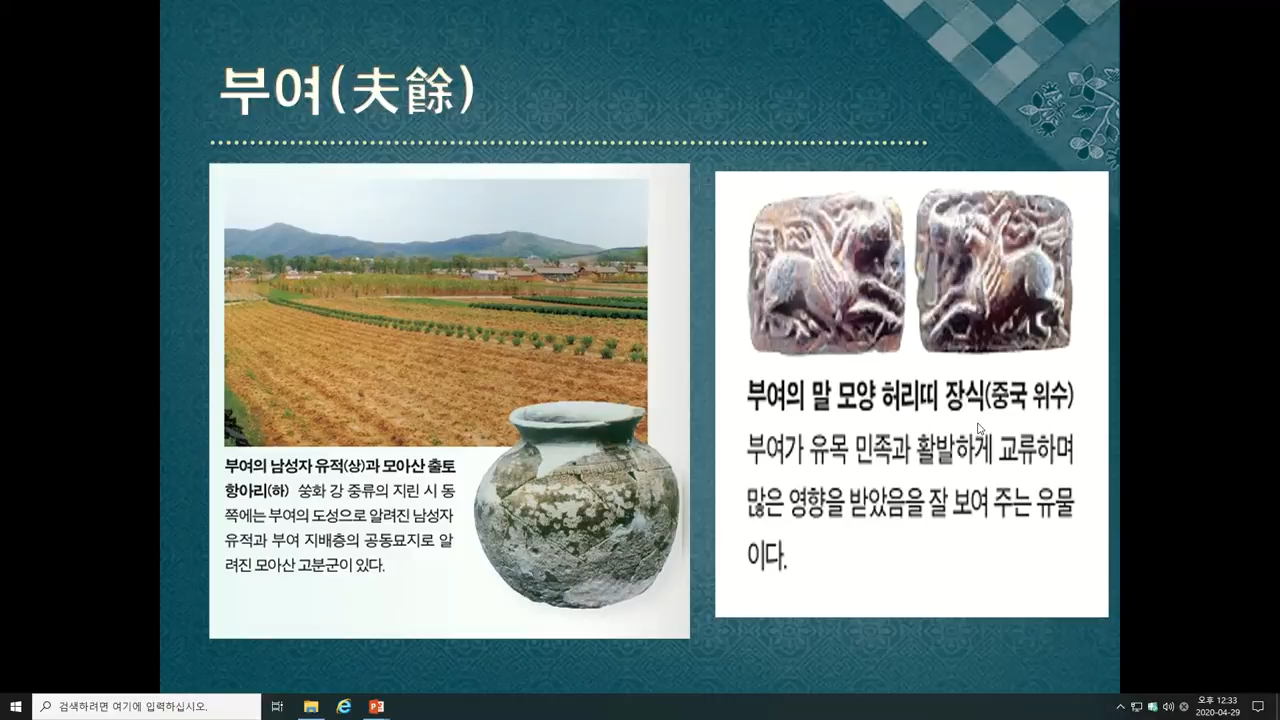 부여(夫餘)
부여의 남성자 유적(상)과 모아산 출토
항아리(하) 쑹화 강 중류의 지린 시 동
쪽에는 부여의 도성으로 알려진 남성자
유적과 부여 지배층의 공동묘지로 알
려진 모아산 고분군이 있다.
부여의 말 모양 허리띠 장식(중국 위수)
부여가 유목 민족과 활발하게 교류하며
많은 영향을 받았음을 잘 보여 주는 유물
이다.
검색하려면 여기에 입력하십시오.
오후 12:33
2020-04-29